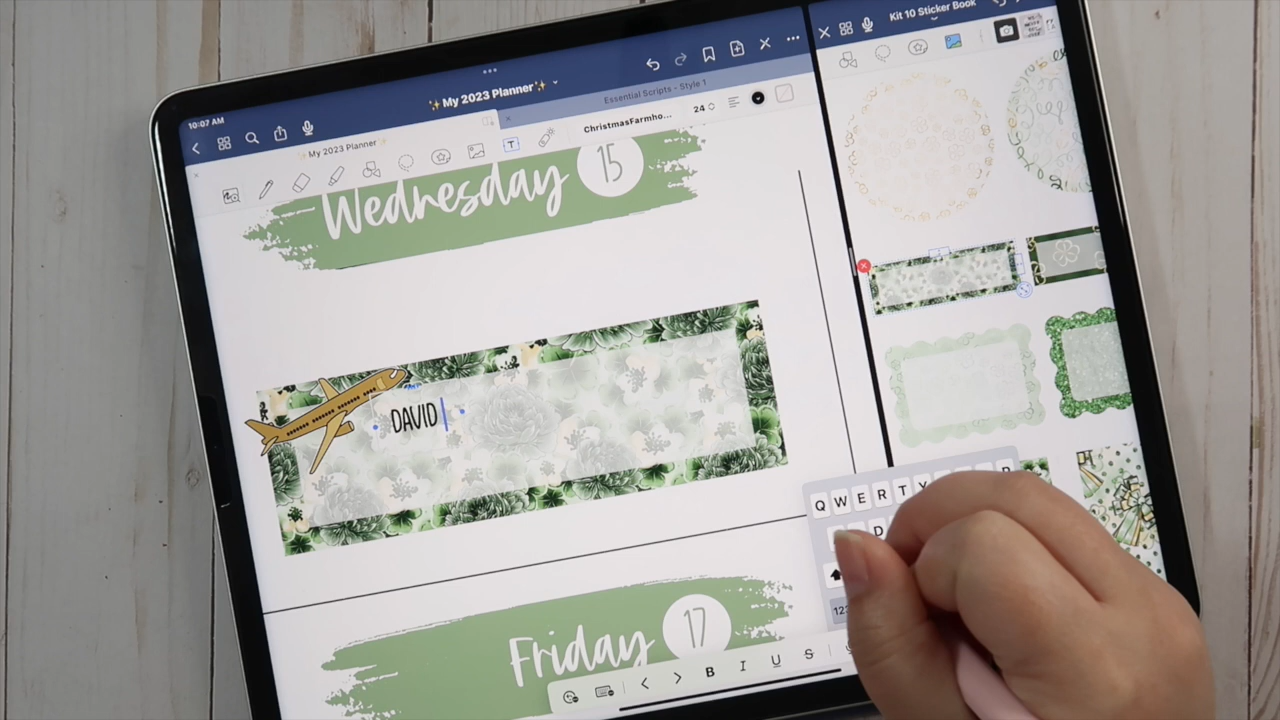 10:07 AM
✨My 2023 Planner✨
Kit 10 Sticker Book
My 2023 Planner
Essential Scripts - Style 1
ChristmasFarmho...
24
T
Wednesday
15
DAVID
Q W E R T Y
D
Friday
17
B I U S